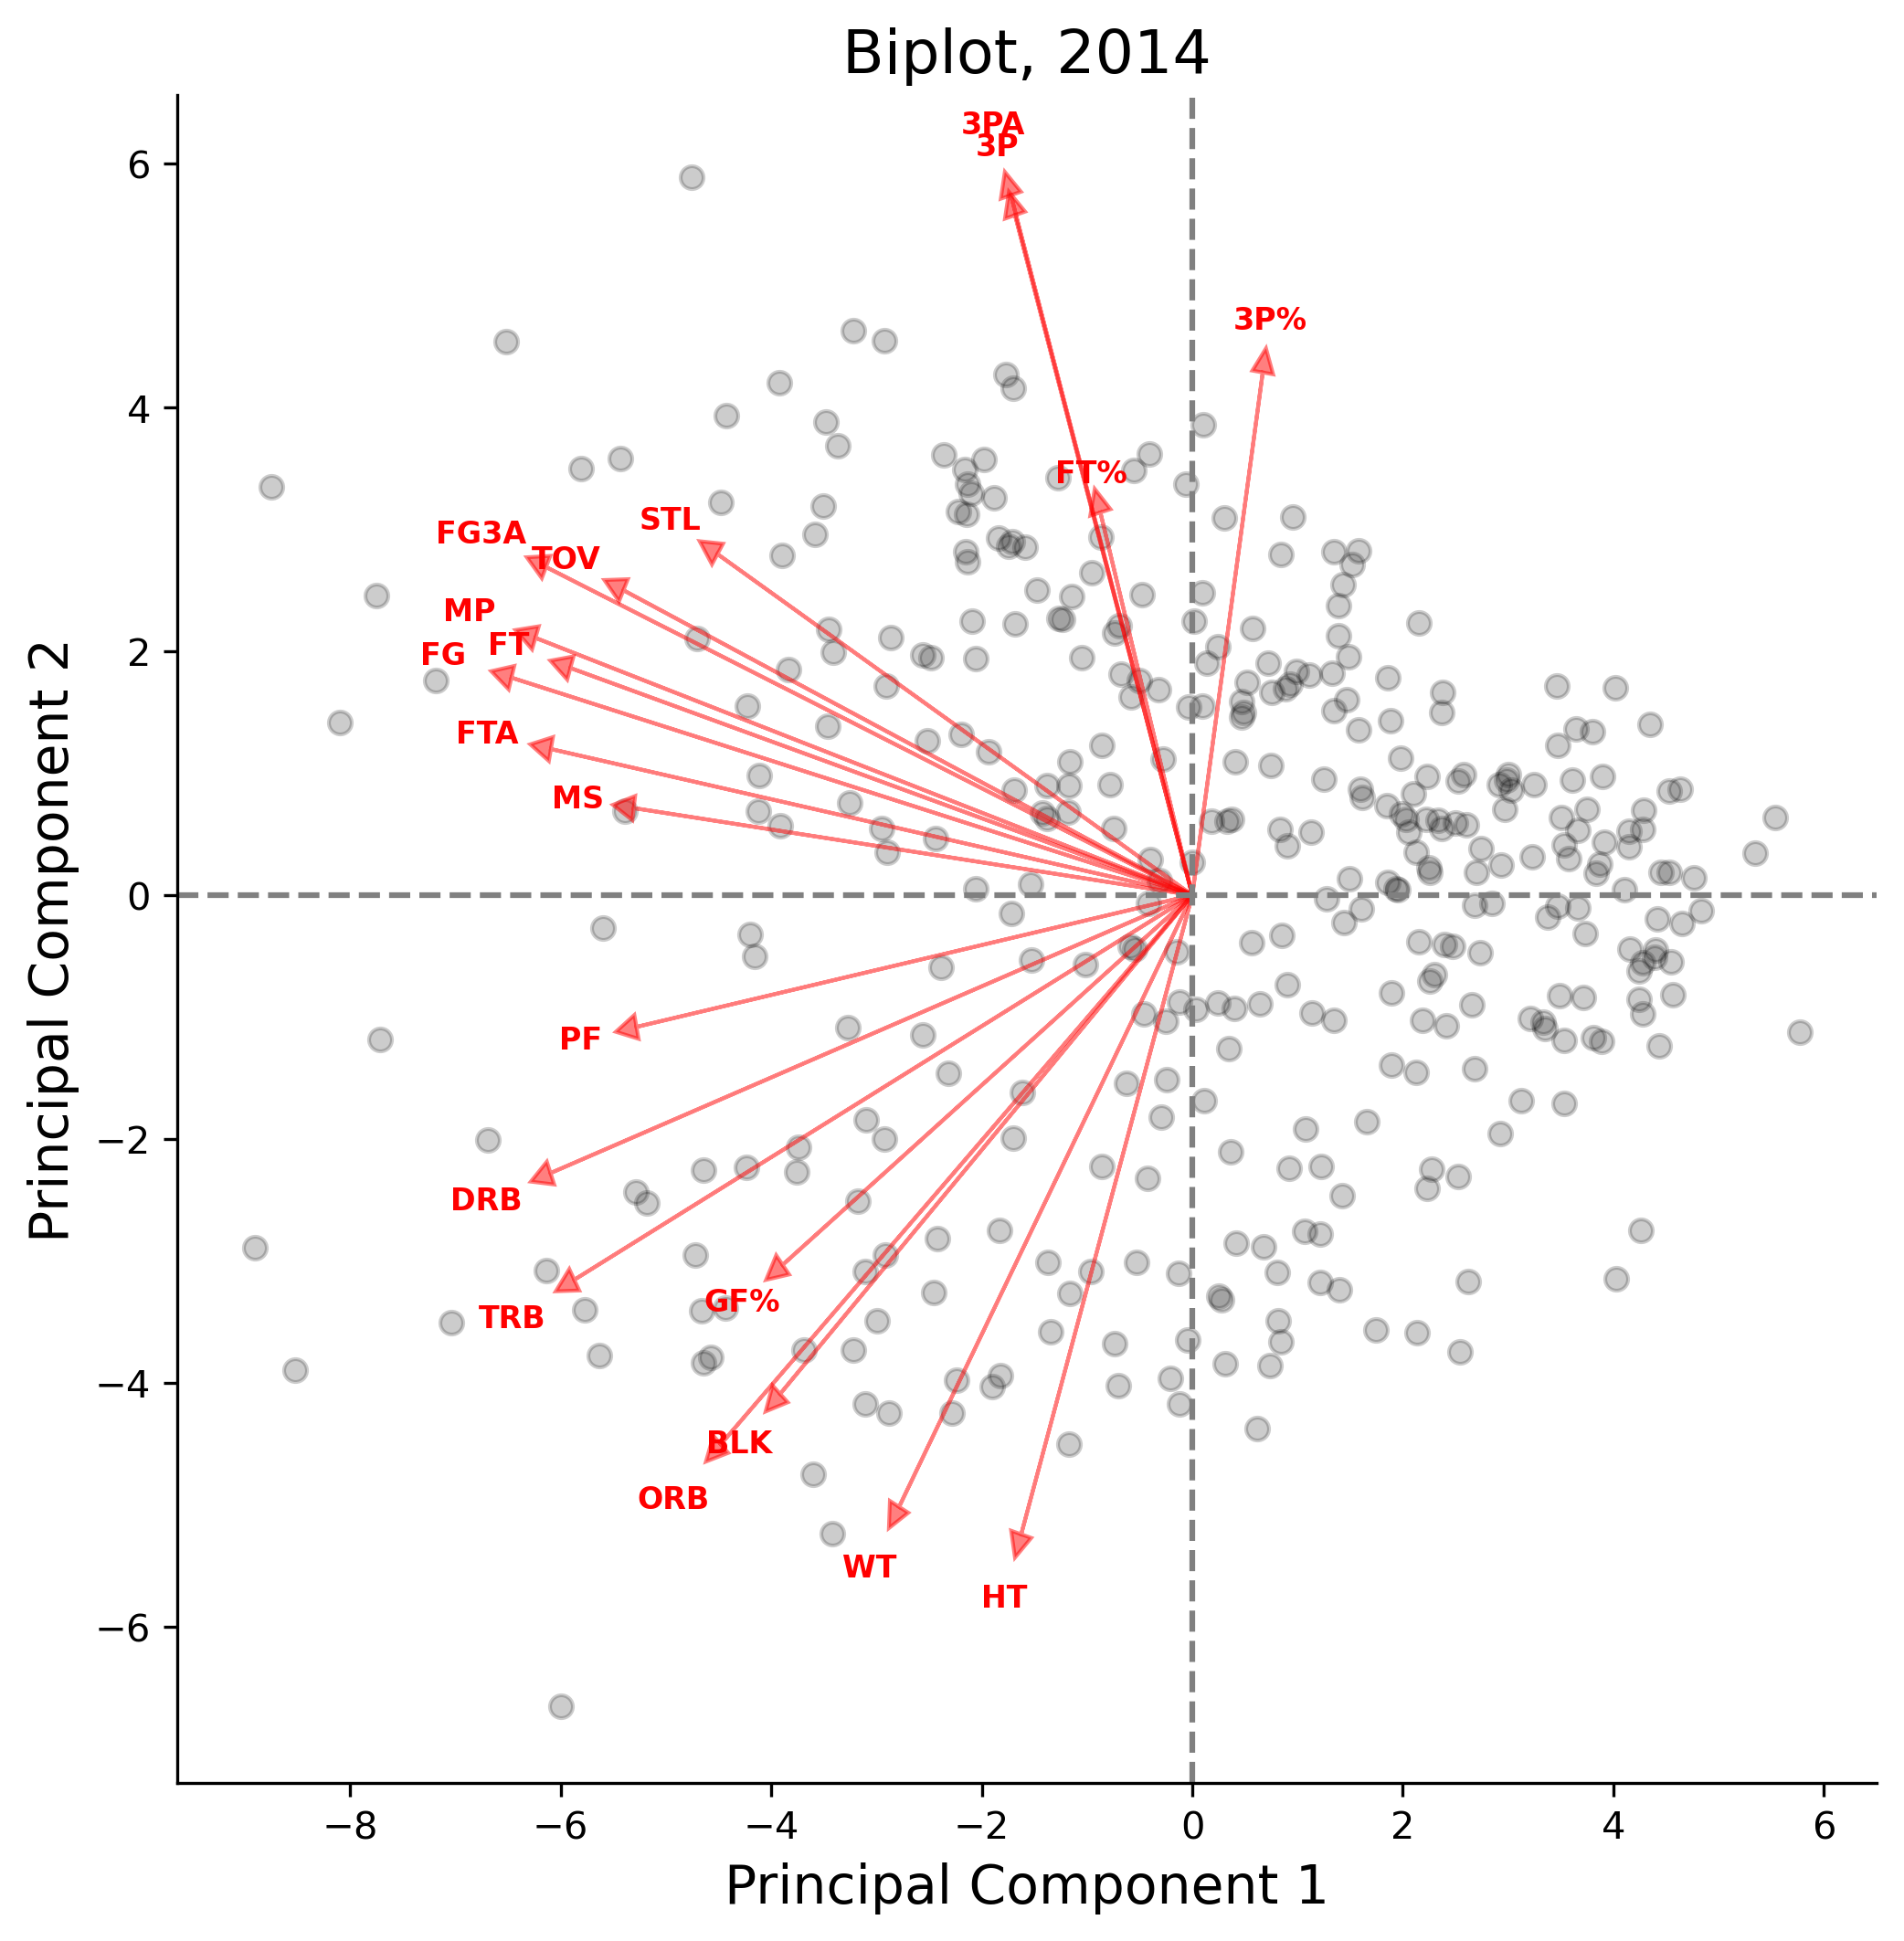 Biplot, 2014
3PA
3P
3P%
FT%
STL
FG3A
TOV
MP
FT
FG
FTA
MS
PF
DRB
TRB
GF%
BLK
ORB
WT
HT
6
4
2
0
−2
−4
−6
Principal Component 2
−8
−6
−4
−2
0
2
4
6
Principal Component 1